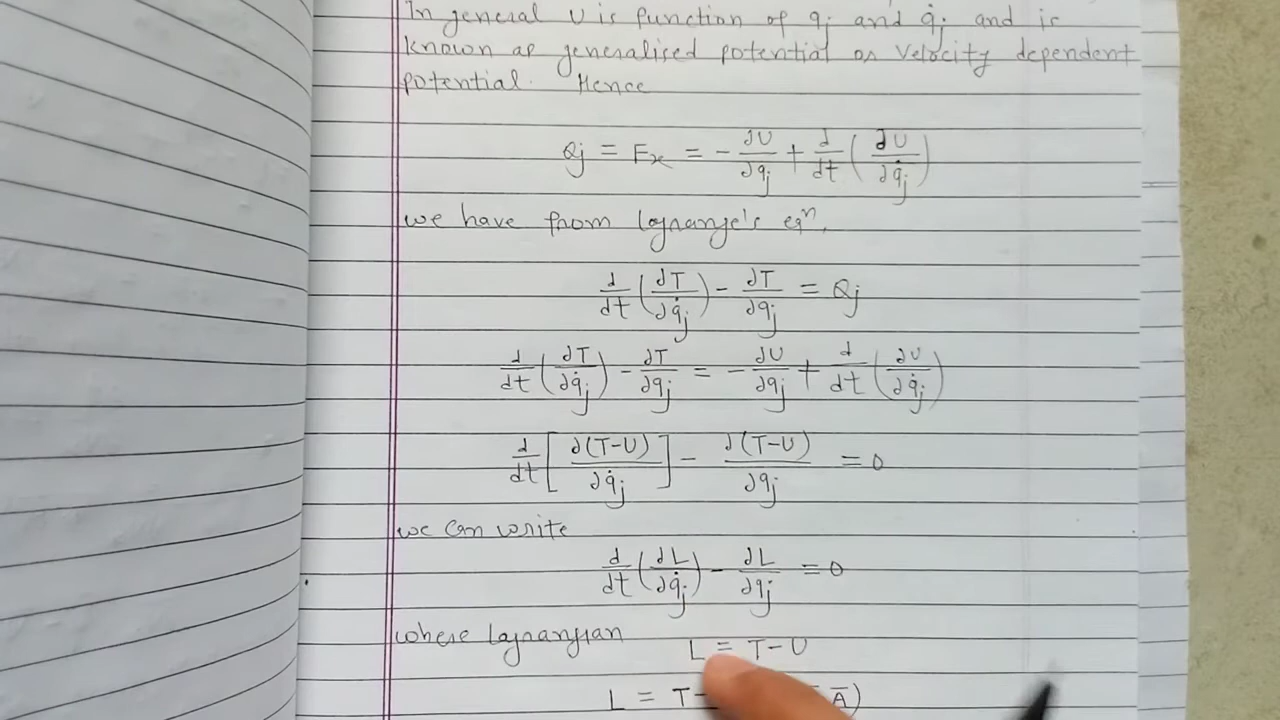 In general U is function of qj and q̇j and is
known as generalised potential or velocity dependent
potential. Hence
Qj = Fx = - ∂U/∂qj + d/dt (∂U/∂q̇j)
we have from Lagrange's eqⁿ.
d/dt (∂T/∂q̇j) - ∂T/∂qj = Qj
d/dt (∂T/∂q̇j) - ∂T/∂qj = - ∂U/∂qj + d/dt (∂U/∂q̇j)
d/dt [∂(T-U)/∂q̇j] - ∂(T-U)/∂qj = 0
we can write
d/dt (∂L/∂q̇j) - ∂L/∂qj = 0
where Lagrangian L = T-U
L = T- A̅)